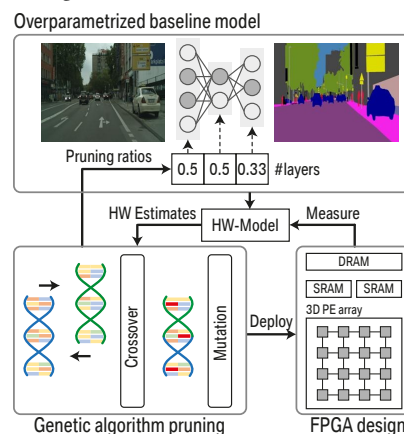 Overparametrized baseline model
Pruning ratios
0.5 0.5 0.33 #layers
HW Estimates
HW-Model
Measure
DRAM
SRAM SRAM
3D PE array
Crossover
Mutation
Deploy
Genetic algorithm pruning
FPGA design